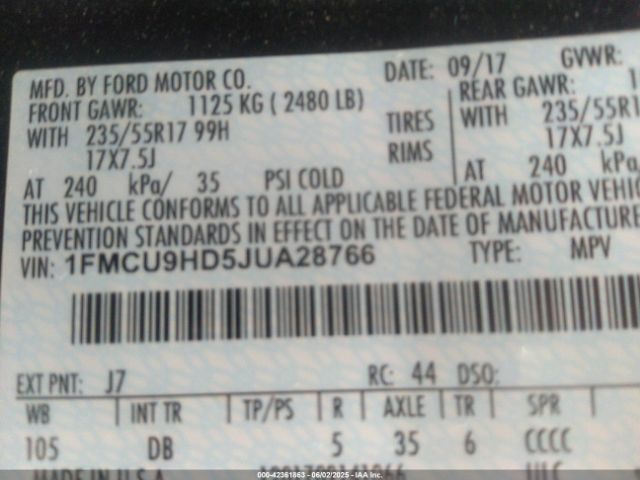 MFD. BY FORD MOTOR CO. DATE: 09/17 GVWR:
FRONT GAWR: 1125 KG ( 2480 LB) REAR GAWR: 1
WITH 235/55R17 99H TIRES WITH 235/55R1
17X7.5J RIMS 17X7.5J
AT 240 kPa/ 35 PSI COLD AT 240 kPa
THIS VEHICLE CONFORMS TO ALL APPLICABLE FEDERAL MOTOR VEHI
PREVENTION STANDARDS IN EFFECT ON THE DATE OF MANUFACTURE
VIN: 1FMCU9HD5JUA28766 TYPE: MPV
EXT PNT: J7 RC: 44 DSO:
WB INT TR TP/PS R AXLE TR SPR
105 DB 5 35 6 CCCC
MADE IN U.S.A.
000-42361863 - 06/02/2025 - IAA Inc.